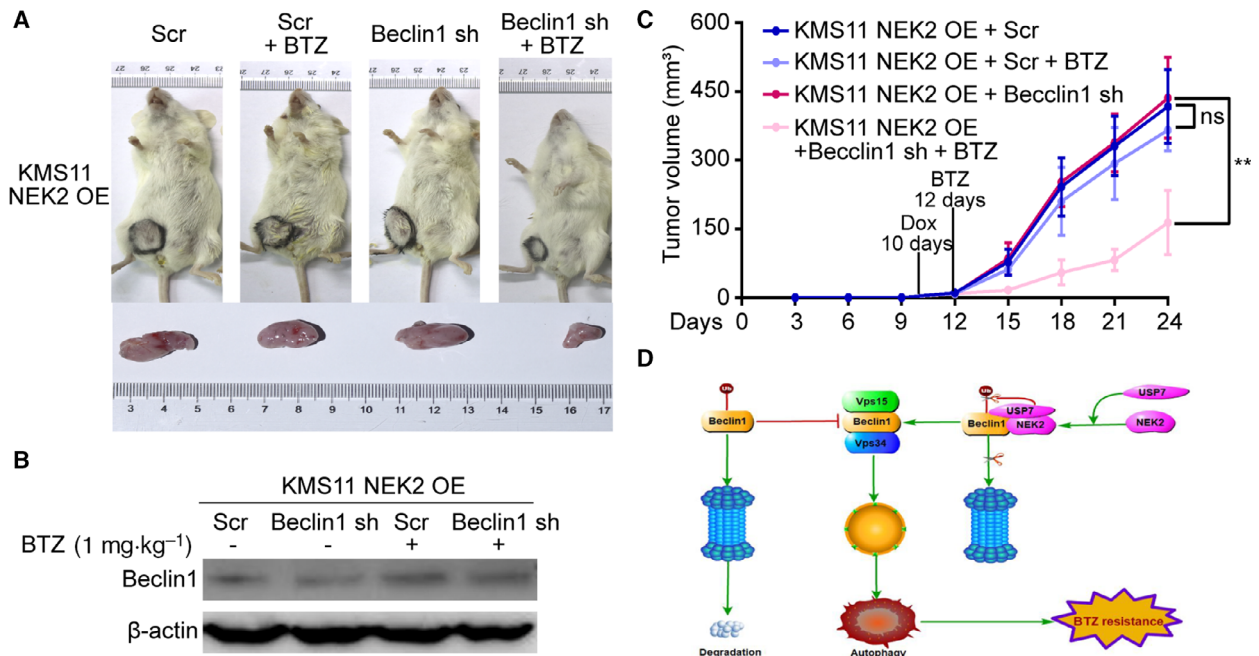 A
Scr
Scr
+ BTZ
Beclin1 sh
Beclin1 sh
+ BTZ
KMS11
NEK2 OE
3 4 5 6 7 8 9 10 11 12 13 14 15 16 17
B
KMS11 NEK2 OE
Scr Beclin1 sh Scr Beclin1 sh
BTZ (1 mg·kg–1) - - + +
Beclin1
β-actin
C
Tumor volume (mm³)
600
450
300
150
0
KMS11 NEK2 OE + Scr
KMS11 NEK2 OE + Scr + BTZ
KMS11 NEK2 OE + Becclin1 sh
KMS11 NEK2 OE
+Becclin1 sh + BTZ
ns
**
BTZ
12 days
Dox
10 days
Days 0 3 6 9 12 15 18 21 24
D
Ub
Beclin1
Vps15
Beclin1
Vps34
Ub
USP7
Beclin1
NEK2
USP7
NEK2
Degradation
Autophagy
BTZ resistance